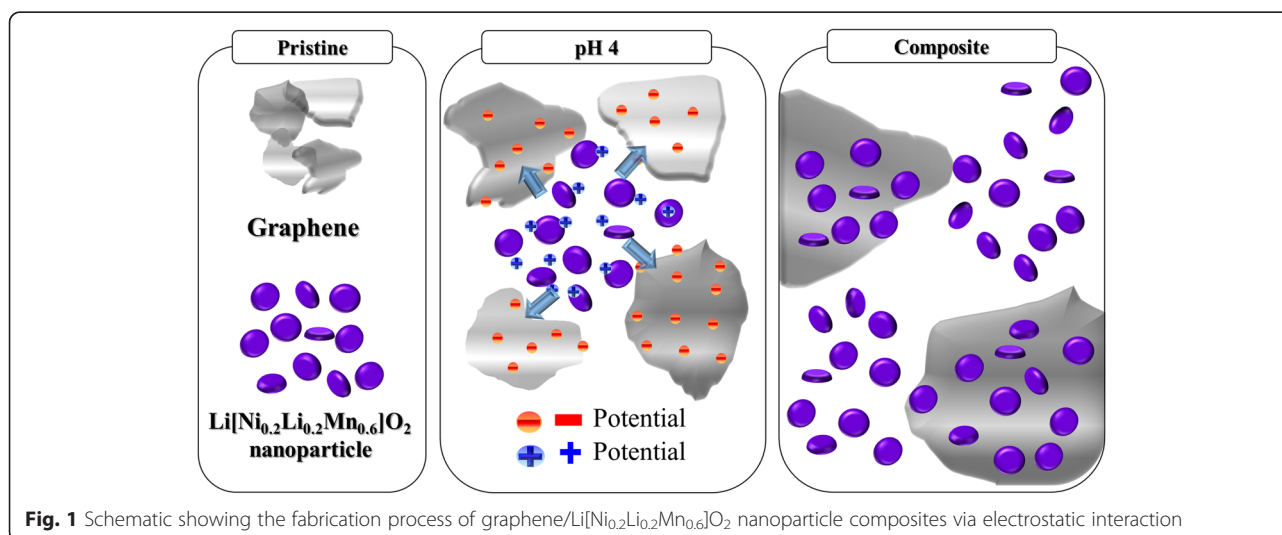 Pristine
Graphene
Li[Ni₀.₂Li₀.₂Mn₀.₆]O₂
nanoparticle
pH 4
Potential
Potential
Composite
Fig. 1 Schematic showing the fabrication process of graphene/Li[Ni₀.₂Li₀.₂Mn₀.₆]O₂ nanoparticle composites via electrostatic interaction